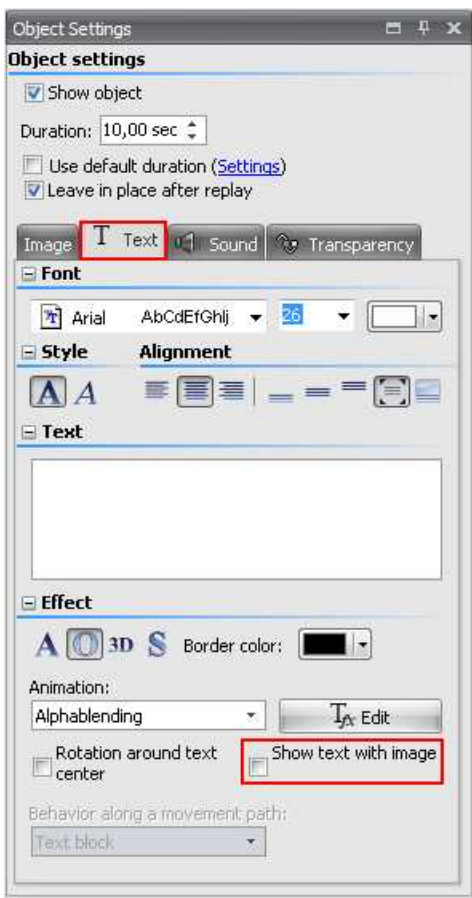 Object Settings
Object settings
Show object
Duration: 10,00 sec
Use default duration (Settings)
Leave in place after replay
Image T Text Sound Transparency
Font
Arial AbCdEfGhIj 26
Style Alignment
A A
Text
Effect
A O 3D S Border color:
Animation:
Alphablending Edit
Rotation around text center Show text with image
Behavior along a movement path:
Text block